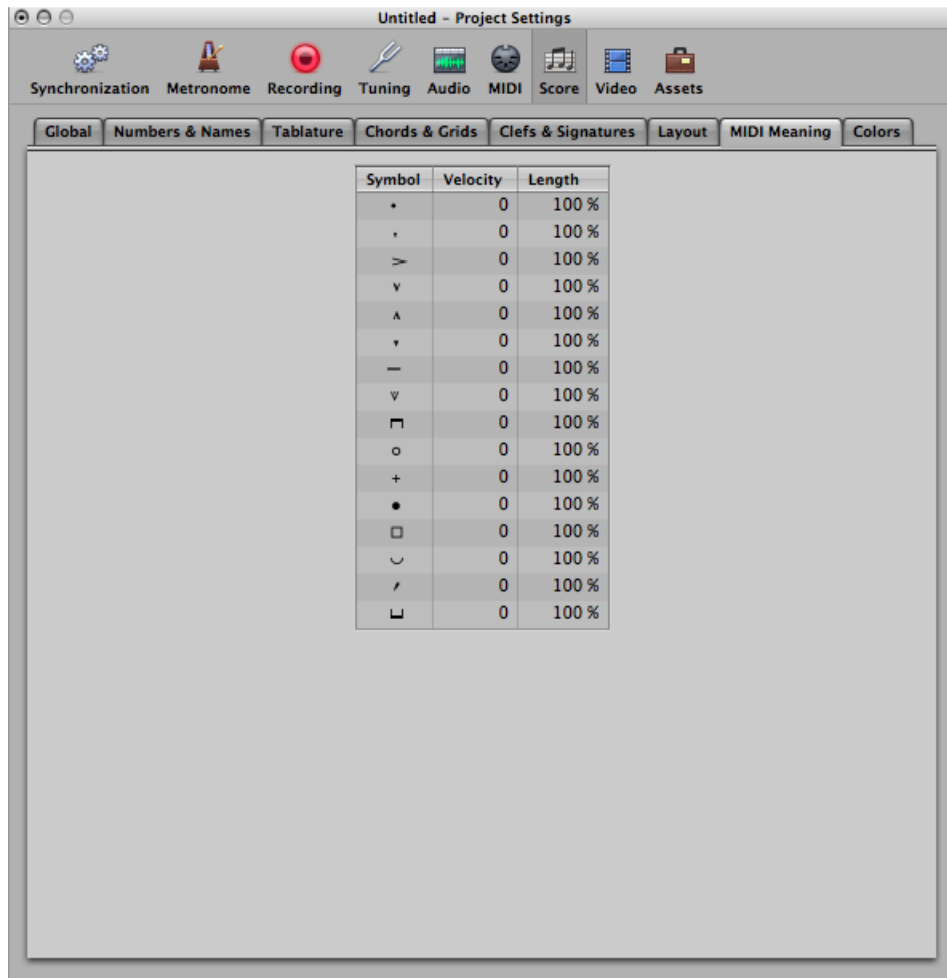 Untitled – Project Settings
Synchronization Metronome Recording Tuning Audio MIDI Score Video Assets
Global Numbers & Names Tablature Chords & Grids Clefs & Signatures Layout MIDI Meaning Colors
Symbol Velocity Length
0 100 %
0 100 %
> 0 100 %
0 100 %
0 100 %
0 100 %
0 100 %
0 100 %
0 100 %
0 100 %
+ 0 100 %
0 100 %
0 100 %
0 100 %
0 100 %
0 100 %